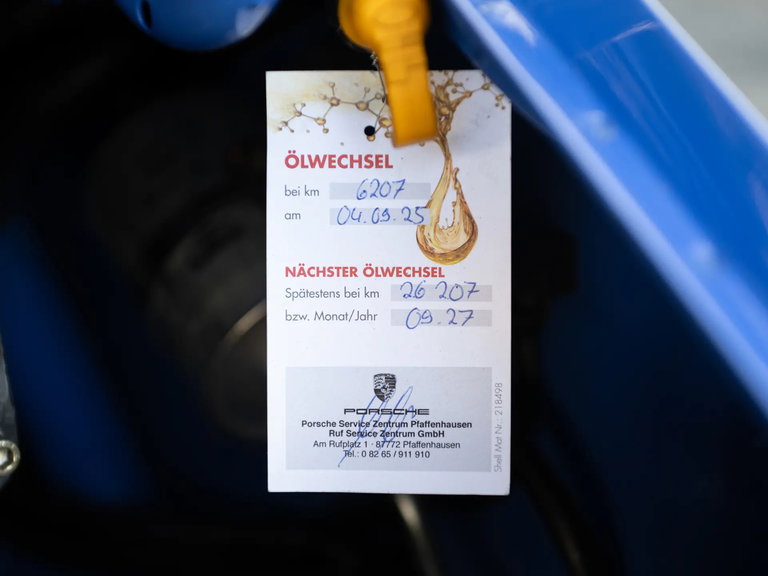 ÖLWECHSEL
bei km 6207
am 04.09.25
NÄCHSTER ÖLWECHSEL
Spätestens bei km 26 207
bzw. Monat/Jahr 09.27
PORSCHE
Porsche Service Zentrum Pfaffenhausen
Ruf Service Zentrum GmbH
Am Rufplatz 1 · 87772 Pfaffenhausen
Tel.: 0 82 65 / 911 910
Shell Mat Nr.: 218498